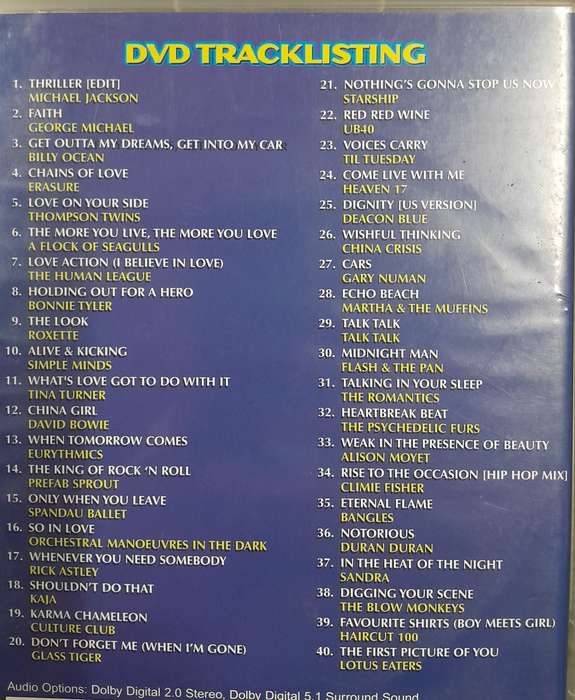 DVD TRACKLISTING
1. THRILLER [EDIT]
MICHAEL JACKSON
2. FAITH
GEORGE MICHAEL
3. GET OUTTA MY DREAMS, GET INTO MY CAR
BILLY OCEAN
4. CHAINS OF LOVE
ERASURE
5. LOVE ON YOUR SIDE
THOMPSON TWINS
6. THE MORE YOU LIVE, THE MORE YOU LOVE
A FLOCK OF SEAGULLS
7. LOVE ACTION (I BELIEVE IN LOVE)
THE HUMAN LEAGUE
8. HOLDING OUT FOR A HERO
BONNIE TYLER
9. THE LOOK
ROXETTE
10. ALIVE & KICKING
SIMPLE MINDS
11. WHAT'S LOVE GOT TO DO WITH IT
TINA TURNER
12. CHINA GIRL
DAVID BOWIE
13. WHEN TOMORROW COMES
EURYTHMICS
14. THE KING OF ROCK 'N ROLL
PREFAB SPROUT
15. ONLY WHEN YOU LEAVE
SPANDAU BALLET
16. SO IN LOVE
ORCHESTRAL MANOEUVRES IN THE DARK
17. WHENEVER YOU NEED SOMEBODY
RICK ASTLEY
18. SHOULDN'T DO THAT
KAJA
19. KARMA CHAMELEON
CULTURE CLUB
20. DON'T FORGET ME (WHEN I'M GONE)
GLASS TIGER
21. NOTHING'S GONNA STOP US NOW
STARSHIP
22. RED RED WINE
UB40
23. VOICES CARRY
TIL TUESDAY
24. COME LIVE WITH ME
HEAVEN 17
25. DIGNITY [US VERSION]
DEACON BLUE
26. WISHFUL THINKING
CHINA CRISIS
27. CARS
GARY NUMAN
28. ECHO BEACH
MARTHA & THE MUFFINS
29. TALK TALK
TALK TALK
30. MIDNIGHT MAN
FLASH & THE PAN
31. TALKING IN YOUR SLEEP
THE ROMANTICS
32. HEARTBREAK BEAT
THE PSYCHEDELIC FURS
33. WEAK IN THE PRESENCE OF BEAUTY
ALISON MOYET
34. RISE TO THE OCCASION [HIP HOP MIX]
CLIMIE FISHER
35. ETERNAL FLAME
BANGLES
36. NOTORIOUS
DURAN DURAN
37. IN THE HEAT OF THE NIGHT
SANDRA
38. DIGGING YOUR SCENE
THE BLOW MONKEYS
39. FAVOURITE SHIRTS (BOY MEETS GIRL)
HAIRCUT 100
40. THE FIRST PICTURE OF YOU
LOTUS EATERS
Audio Options: Dolby Digital 2.0 Stereo, Dolby Digital 5.1 Surround Sound